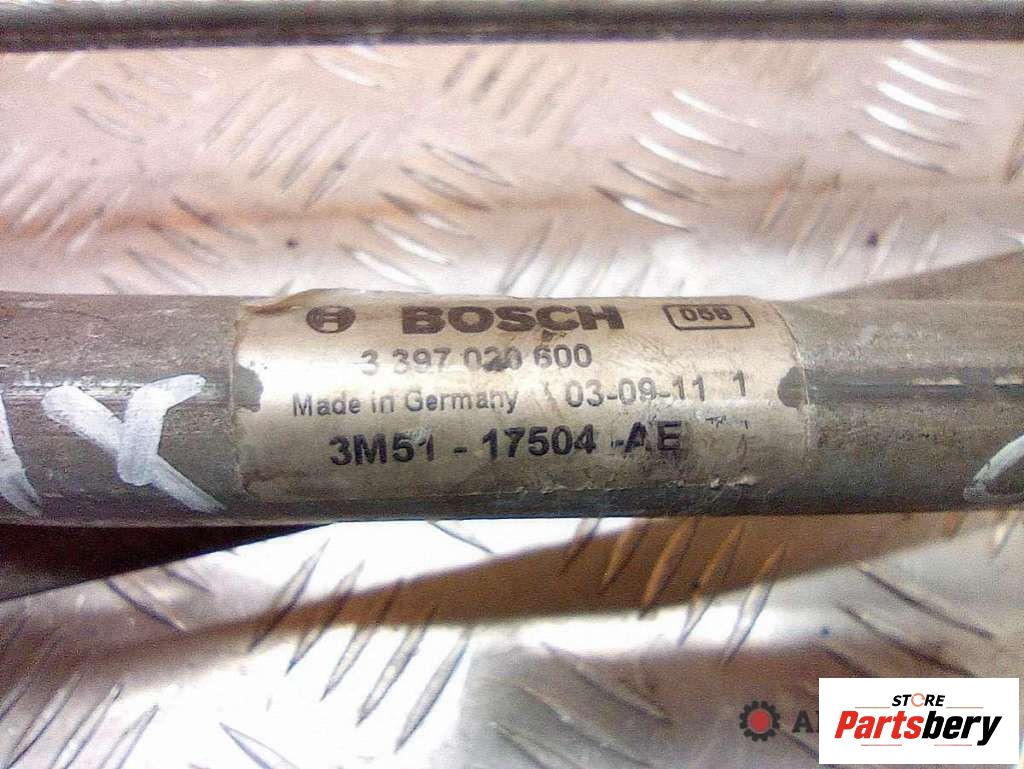 BOSCH 058
3 397 020 600
Made in Germany 03-09-11 1
3M51 - 17504 -AE
STORE
Partsbery